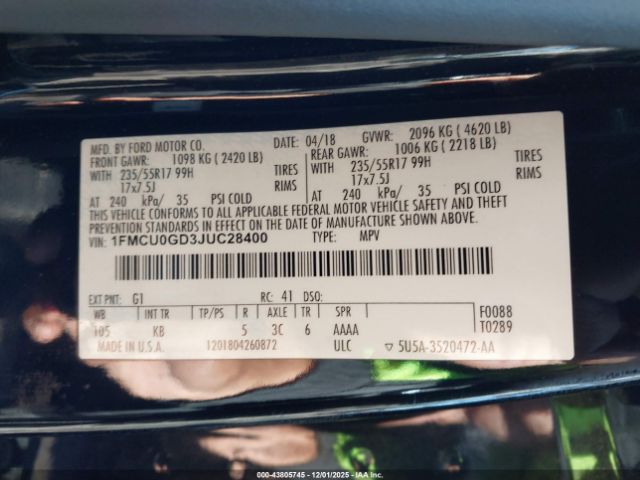 MFD. BY FORD MOTOR CO. DATE: 04/18 GVWR: 2096 KG ( 4620 LB)
FRONT GAWR: 1098 KG ( 2420 LB) REAR GAWR: 1006 KG ( 2218 LB)
WITH 235/55R17 99H TIRES WITH 235/55R17 99H TIRES
17x7.5J RIMS 17x7.5J RIMS
AT 240 kPa/ 35 PSI COLD AT 240 kPa/ 35 PSI COLD
THIS VEHICLE CONFORMS TO ALL APPLICABLE FEDERAL MOTOR VEHICLE SAFETY AND THEFT
PREVENTION STANDARDS IN EFFECT ON THE DATE OF MANUFACTURE SHOWN ABOVE.
VIN: 1FMCU0GD3JUC28400 TYPE: MPV
EXT PNT: G1 RC: 41 DSO:
WB INT TR TP/PS R AXLE TR SPR F0088
105 KB 5 3C 6 AAAA T0289
MADE IN U.S.A. 1201804260872 ULC ▽ 5U5A-3520472-AA
000-43805745 - 12/01/2025 - IAA Inc.